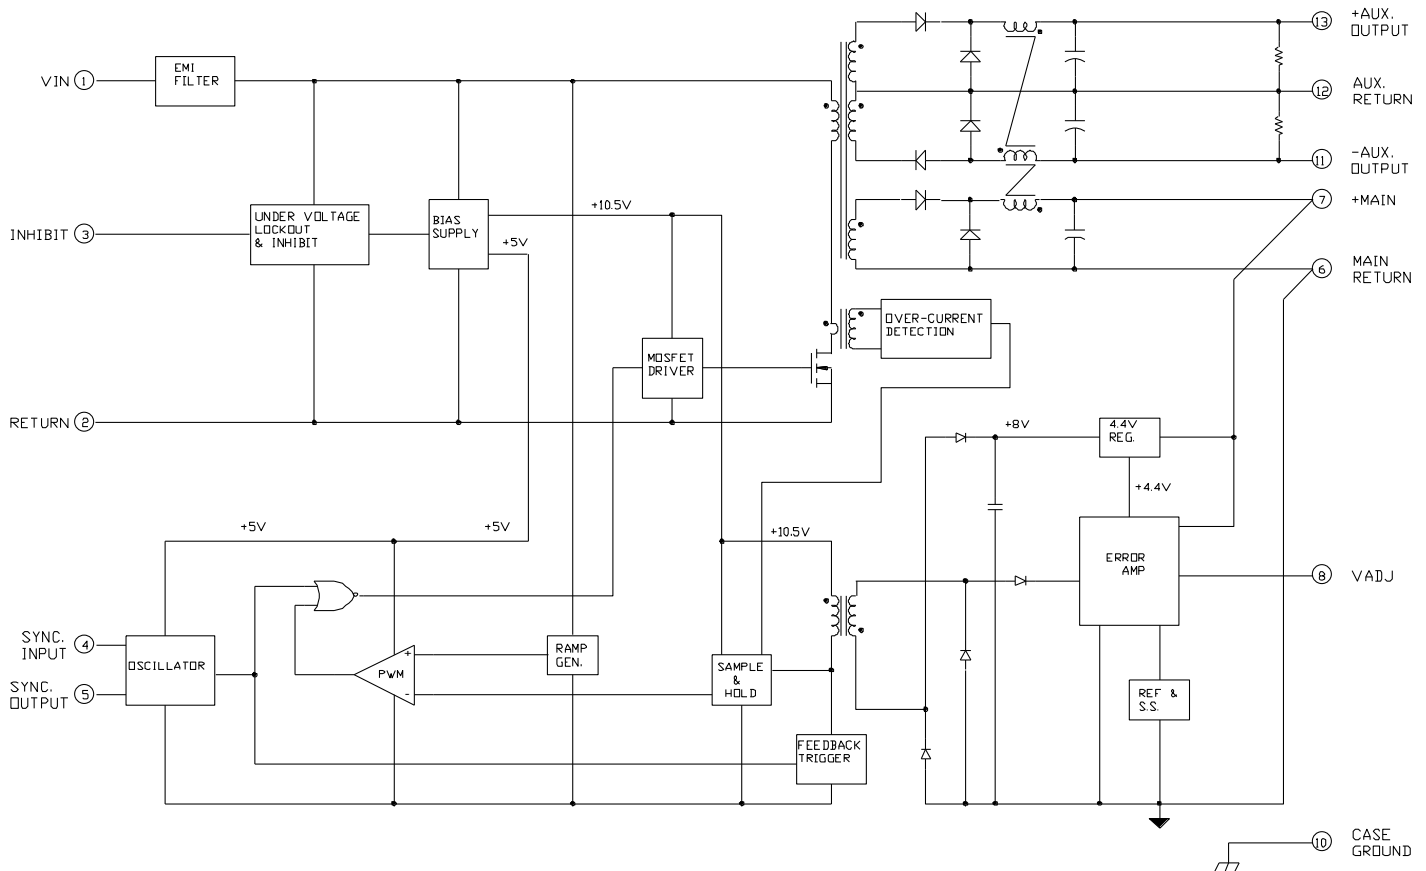 13
+AUX.
OUTPUT
EMI
FILTER
VIN
1
12
AUX.
RETURN
11
-AUX.
OUTPUT
7
+MAIN
UNDER VOLTAGE
LOCKOUT
& INHIBIT
INHIBIT
3
BIAS
SUPPLY
+10.5V
+5V
6
MAIN
RETURN
OVER-CURRENT
DETECTION
MOSFET
DRIVER
RETURN
2
+8V
4.4V
REG.
+4.4V
+5V
+5V
+10.5V
ERROR
AMP
8
VADJ
SYNC.
INPUT
4
SYNC.
OUTPUT
5
OSCILLATOR
PWM
+
-
RAMP
GEN.
SAMPLE
&
HOLD
REF &
S.S.
FEEDBACK
TRIGGER
10
CASE
GROUND